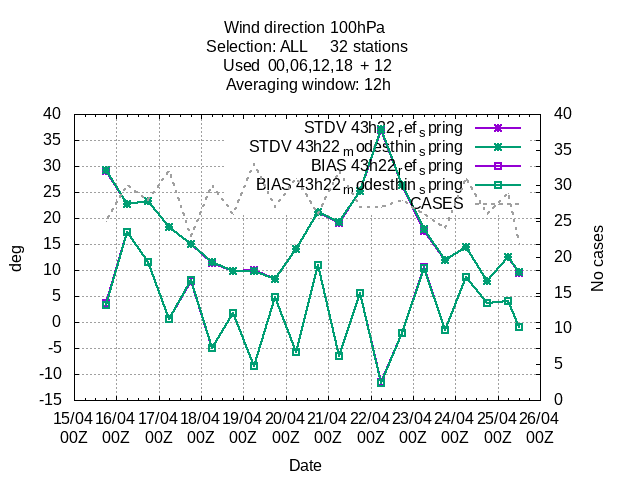 Wind direction 100hPa
Selection: ALL 32 stations
Used 00,06,12,18 + 12
Averaging window: 12h
STDV 43h22_ref_spring
STDV 43h22_modesthin_spring
BIAS 43h22_ref_spring
BIAS 43h22_modesthin_spring
CASES
40
35
30
25
20
15
10
5
0
-5
-10
-15
deg
40
35
30
25
20
15
10
5
0
No cases
15/04 16/04 17/04 18/04 19/04 20/04 21/04 22/04 23/04 24/04 25/04 26/04
00Z 00Z 00Z 00Z 00Z 00Z 00Z 00Z 00Z 00Z 00Z 00Z
Date